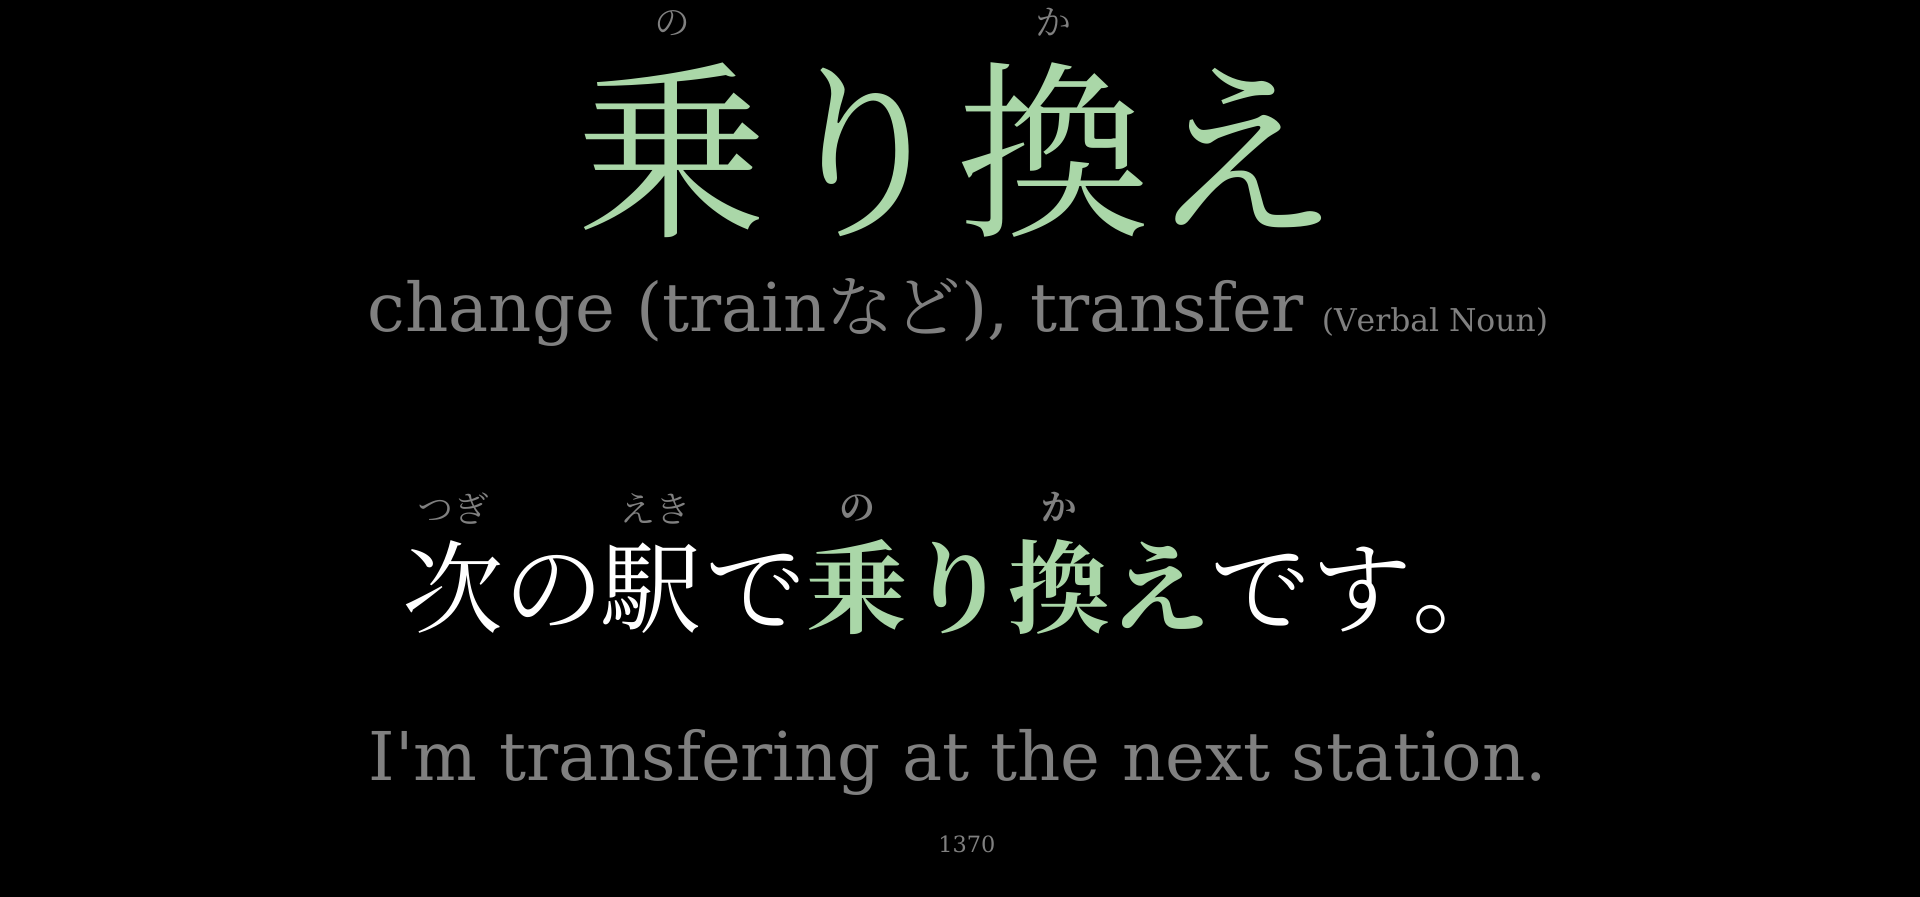 の か
乗り換え
change (trainなど), transfer (Verbal Noun)
つぎ えき の か
次の駅で乗り換えです。
I'm transfering at the next station.
1370